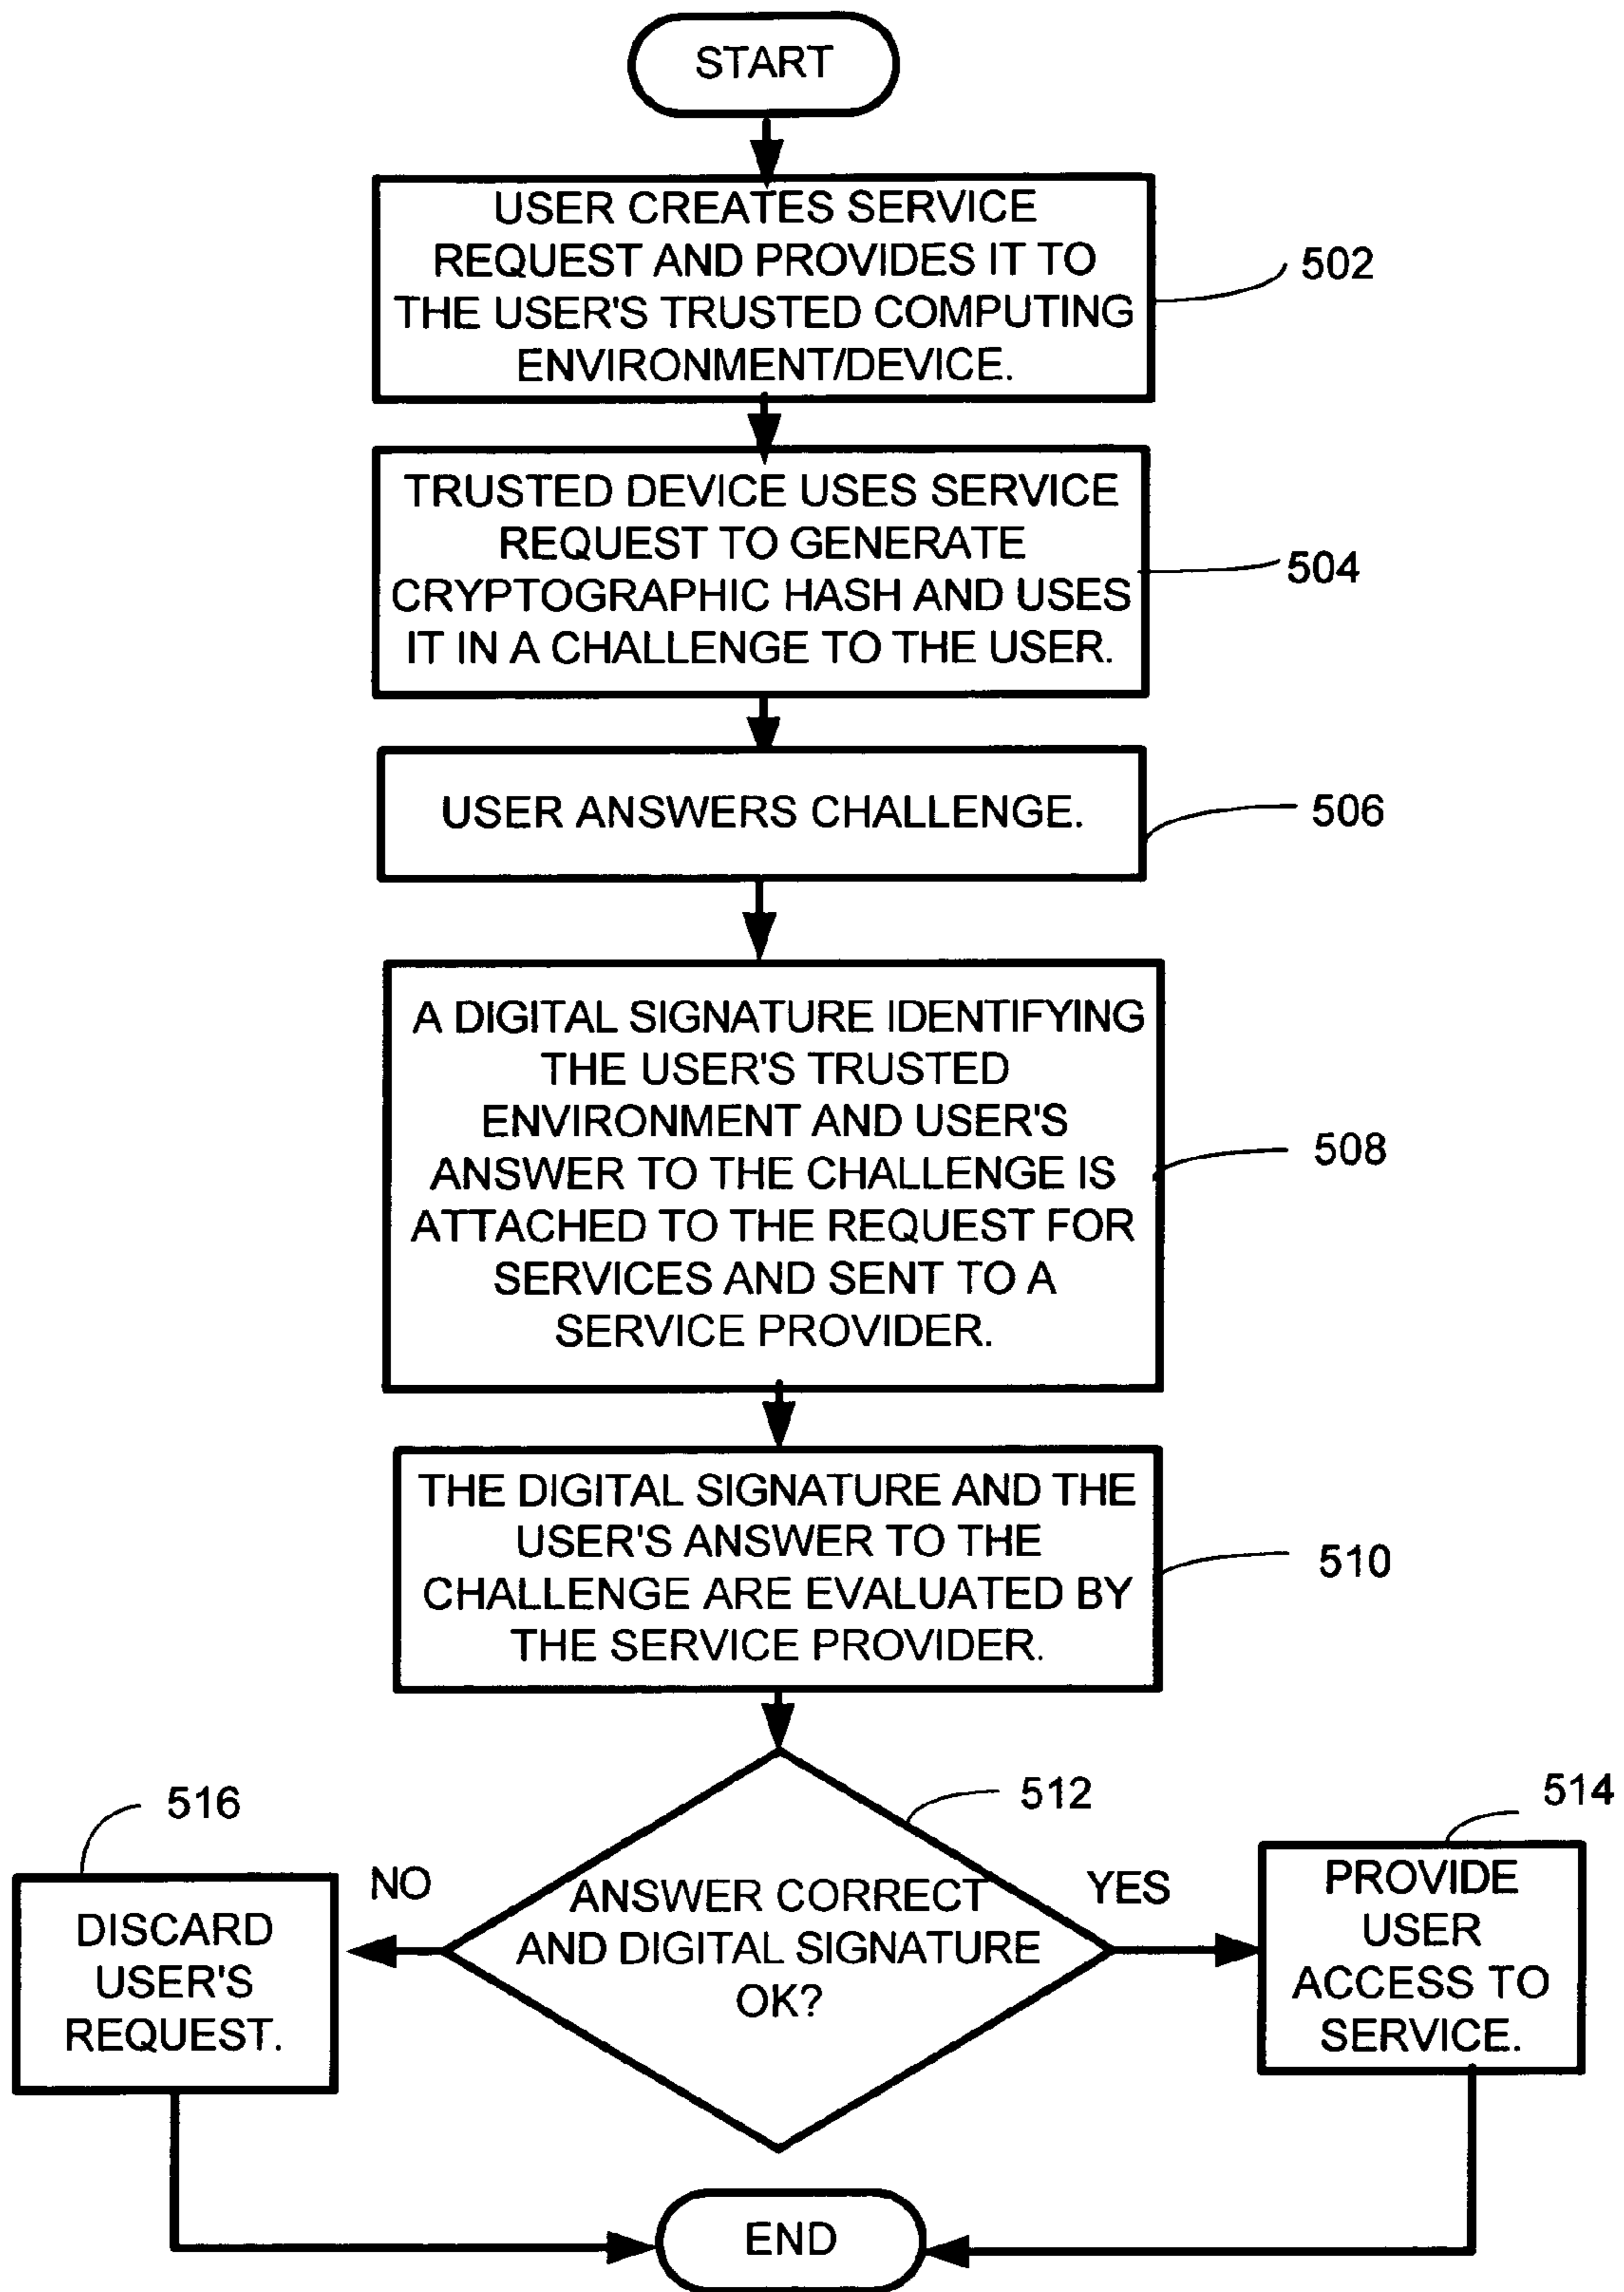 START
USER CREATES SERVICE
REQUEST AND PROVIDES IT TO
THE USER'S TRUSTED COMPUTING
ENVIRONMENT/DEVICE.
502
TRUSTED DEVICE USES SERVICE
REQUEST TO GENERATE
CRYPTOGRAPHIC HASH AND USES
IT IN A CHALLENGE TO THE USER.
504
USER ANSWERS CHALLENGE.
506
A DIGITAL SIGNATURE IDENTIFYING
THE USER'S TRUSTED
ENVIRONMENT AND USER'S
ANSWER TO THE CHALLENGE IS
ATTACHED TO THE REQUEST FOR
SERVICES AND SENT TO A
SERVICE PROVIDER.
508
THE DIGITAL SIGNATURE AND THE
USER'S ANSWER TO THE
CHALLENGE ARE EVALUATED BY
THE SERVICE PROVIDER.
510
512
ANSWER CORRECT
AND DIGITAL SIGNATURE
OK?
NO
516
DISCARD
USER'S
REQUEST.
YES
514
PROVIDE
USER
ACCESS TO
SERVICE.
END